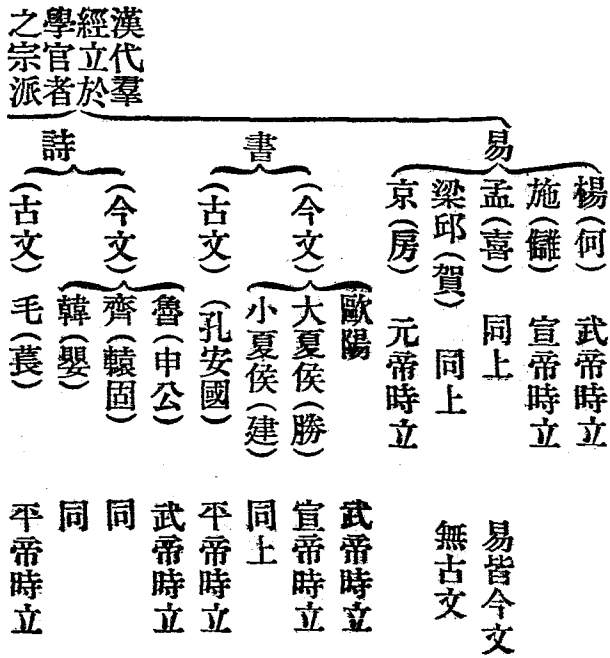 漢代羣
經立於
學官者
之宗派
易
楊(何) 武帝時立
施(讎) 宣帝時立
孟(喜) 同上
梁邱(賀) 同上
京(房) 元帝時立
易皆今文
無古文
書
(今文)
歐陽 武帝時立
大夏侯(勝) 宣帝時立
小夏侯(建) 同上
(古文)
(孔安國) 平帝時立
詩
(今文)
魯(申公) 武帝時立
齊(轅固) 同
韓(嬰) 同
(古文)
毛(萇) 平帝時立